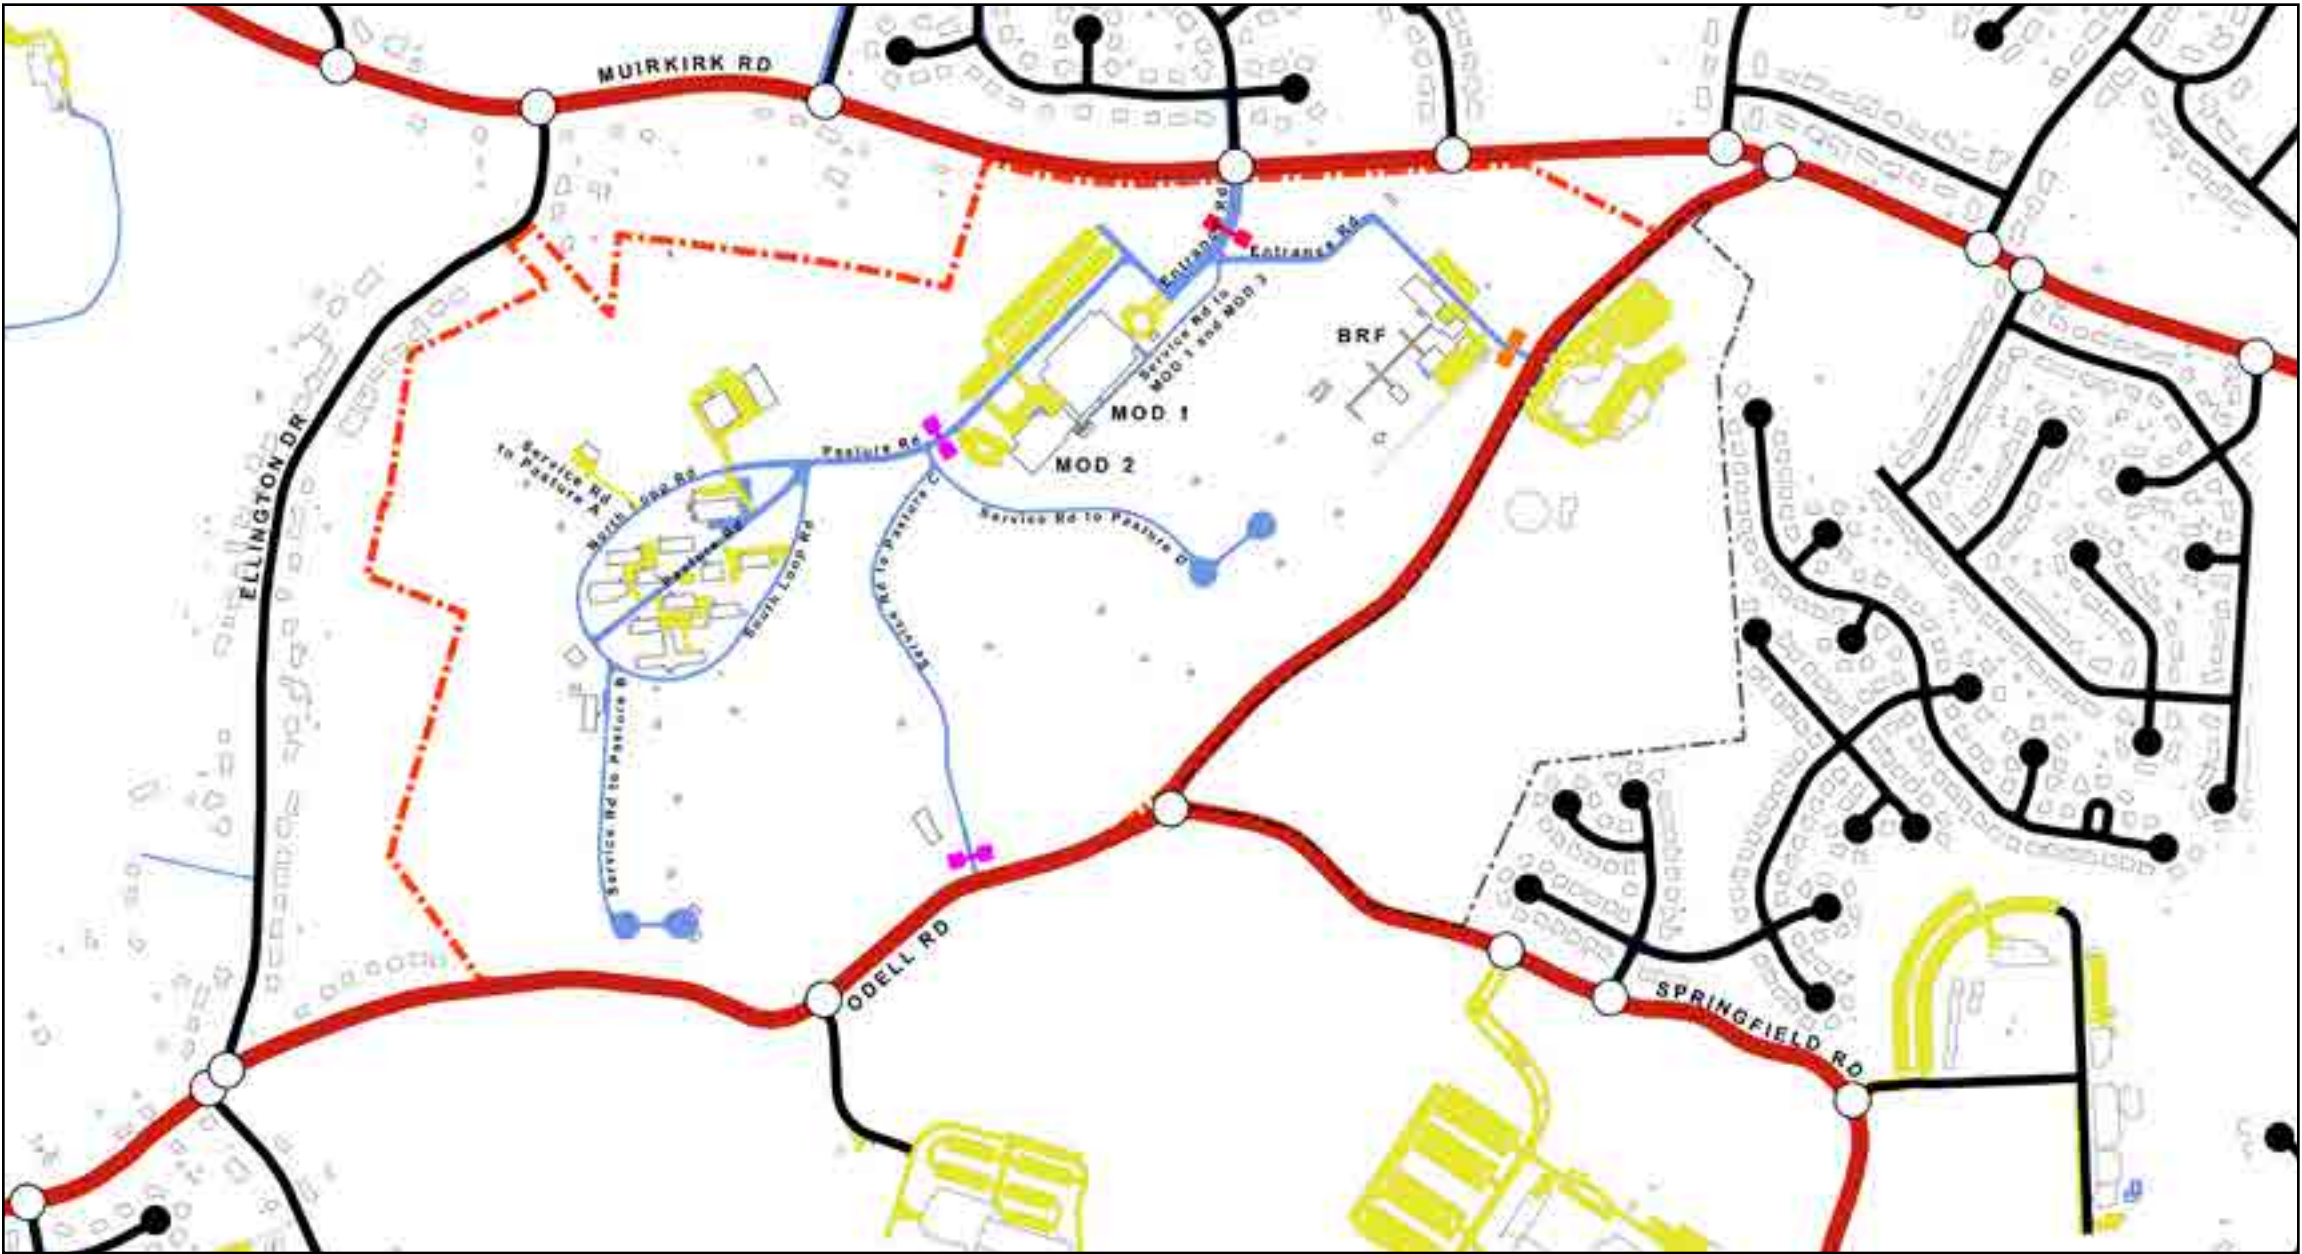 MUIRKIRK RD
Entrance Rd
Entrance Rd
Service Rd to
MOD 1 and MOD 3
BRF
MOD 1
MOD 2
Pasture Rd
Service Rd
to Pasture A
North Loop Rd
Pasture Rd
South Loop Rd
Service Rd to Pasture C
Service Rd to Pasture D
Service Rd to Pasture B
ELLINGTON DR
ODELL RD
SPRINGFIELD RD